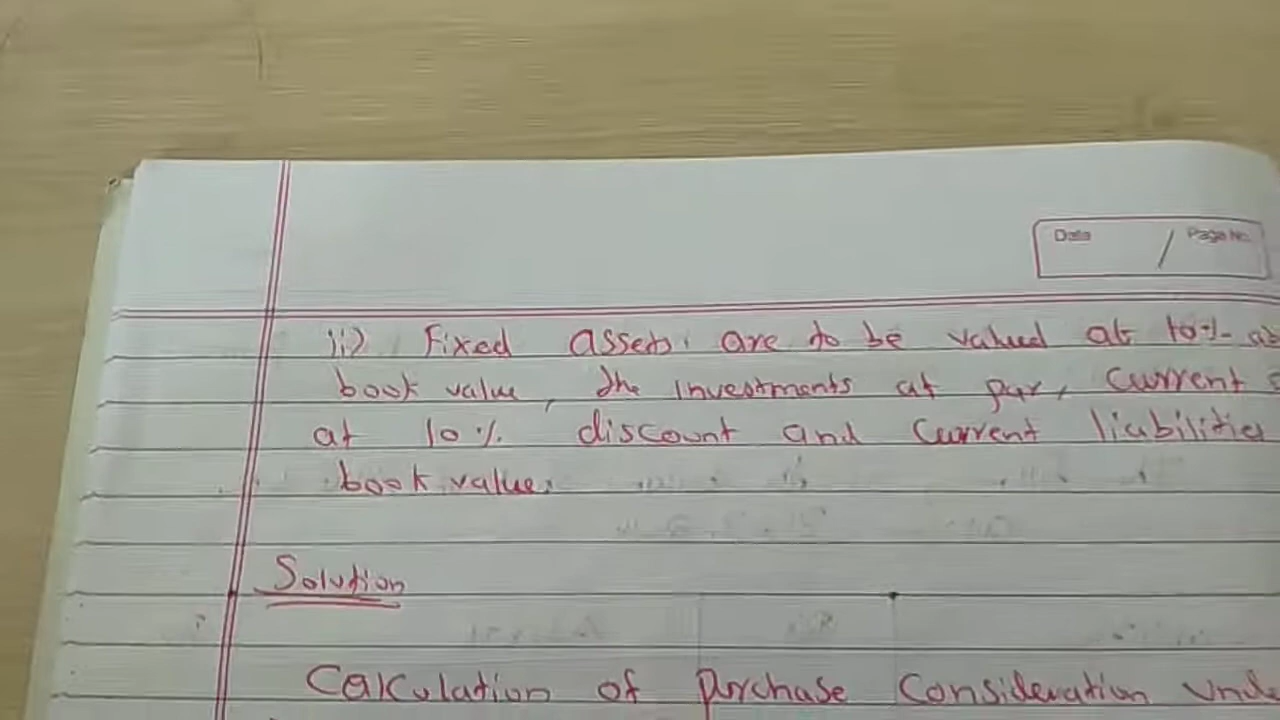 Date / Page No.
ii) Fixed assets are to be valued at 10%
book value, the investments at par, current
at 10% discount and current liabilities
book value.
Solution
Calculation of purchase consideration